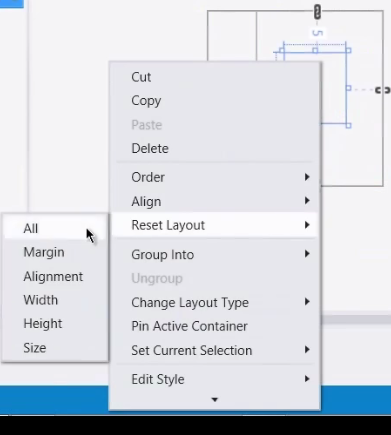 5
Cut
Copy
Paste
Delete
Order
Align
Reset Layout
All
Margin
Alignment
Width
Height
Size
Group Into
Ungroup
Change Layout Type
Pin Active Container
Set Current Selection
Edit Style